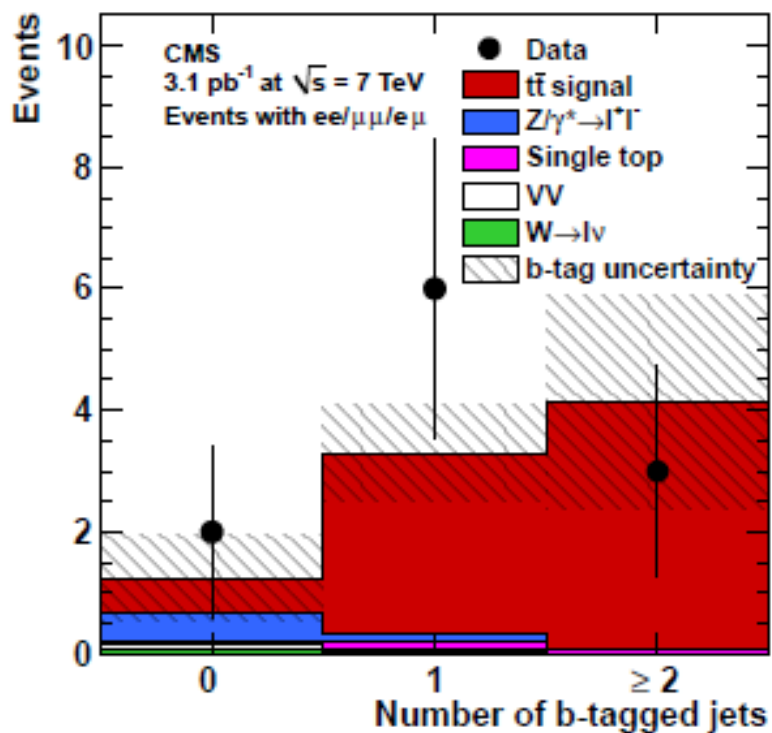 Events
10
8
6
4
2
0
CMS
3.1 pb⁻¹ at √s = 7 TeV
Events with ee/μμ/eμ
Data
tt̄ signal
Z/γ*→l⁺l⁻
Single top
VV
W→lν
b-tag uncertainty
0 1 ≥ 2
Number of b-tagged jets